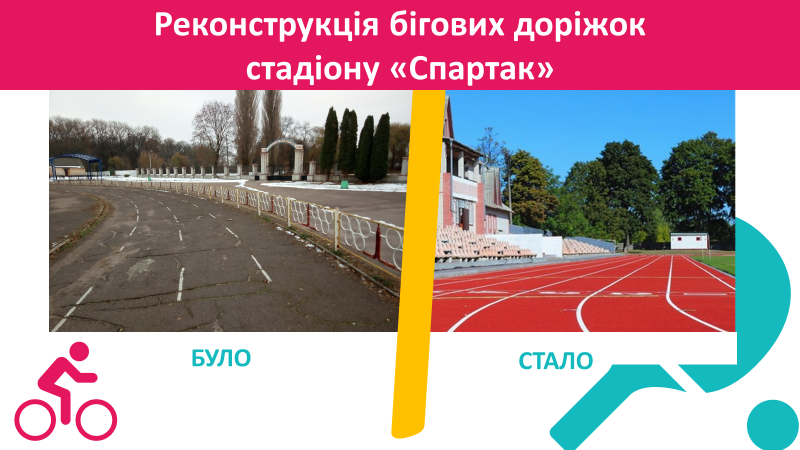 Реконструкція бігових доріжок
стадіону «Спартак»
БУЛО
СТАЛО